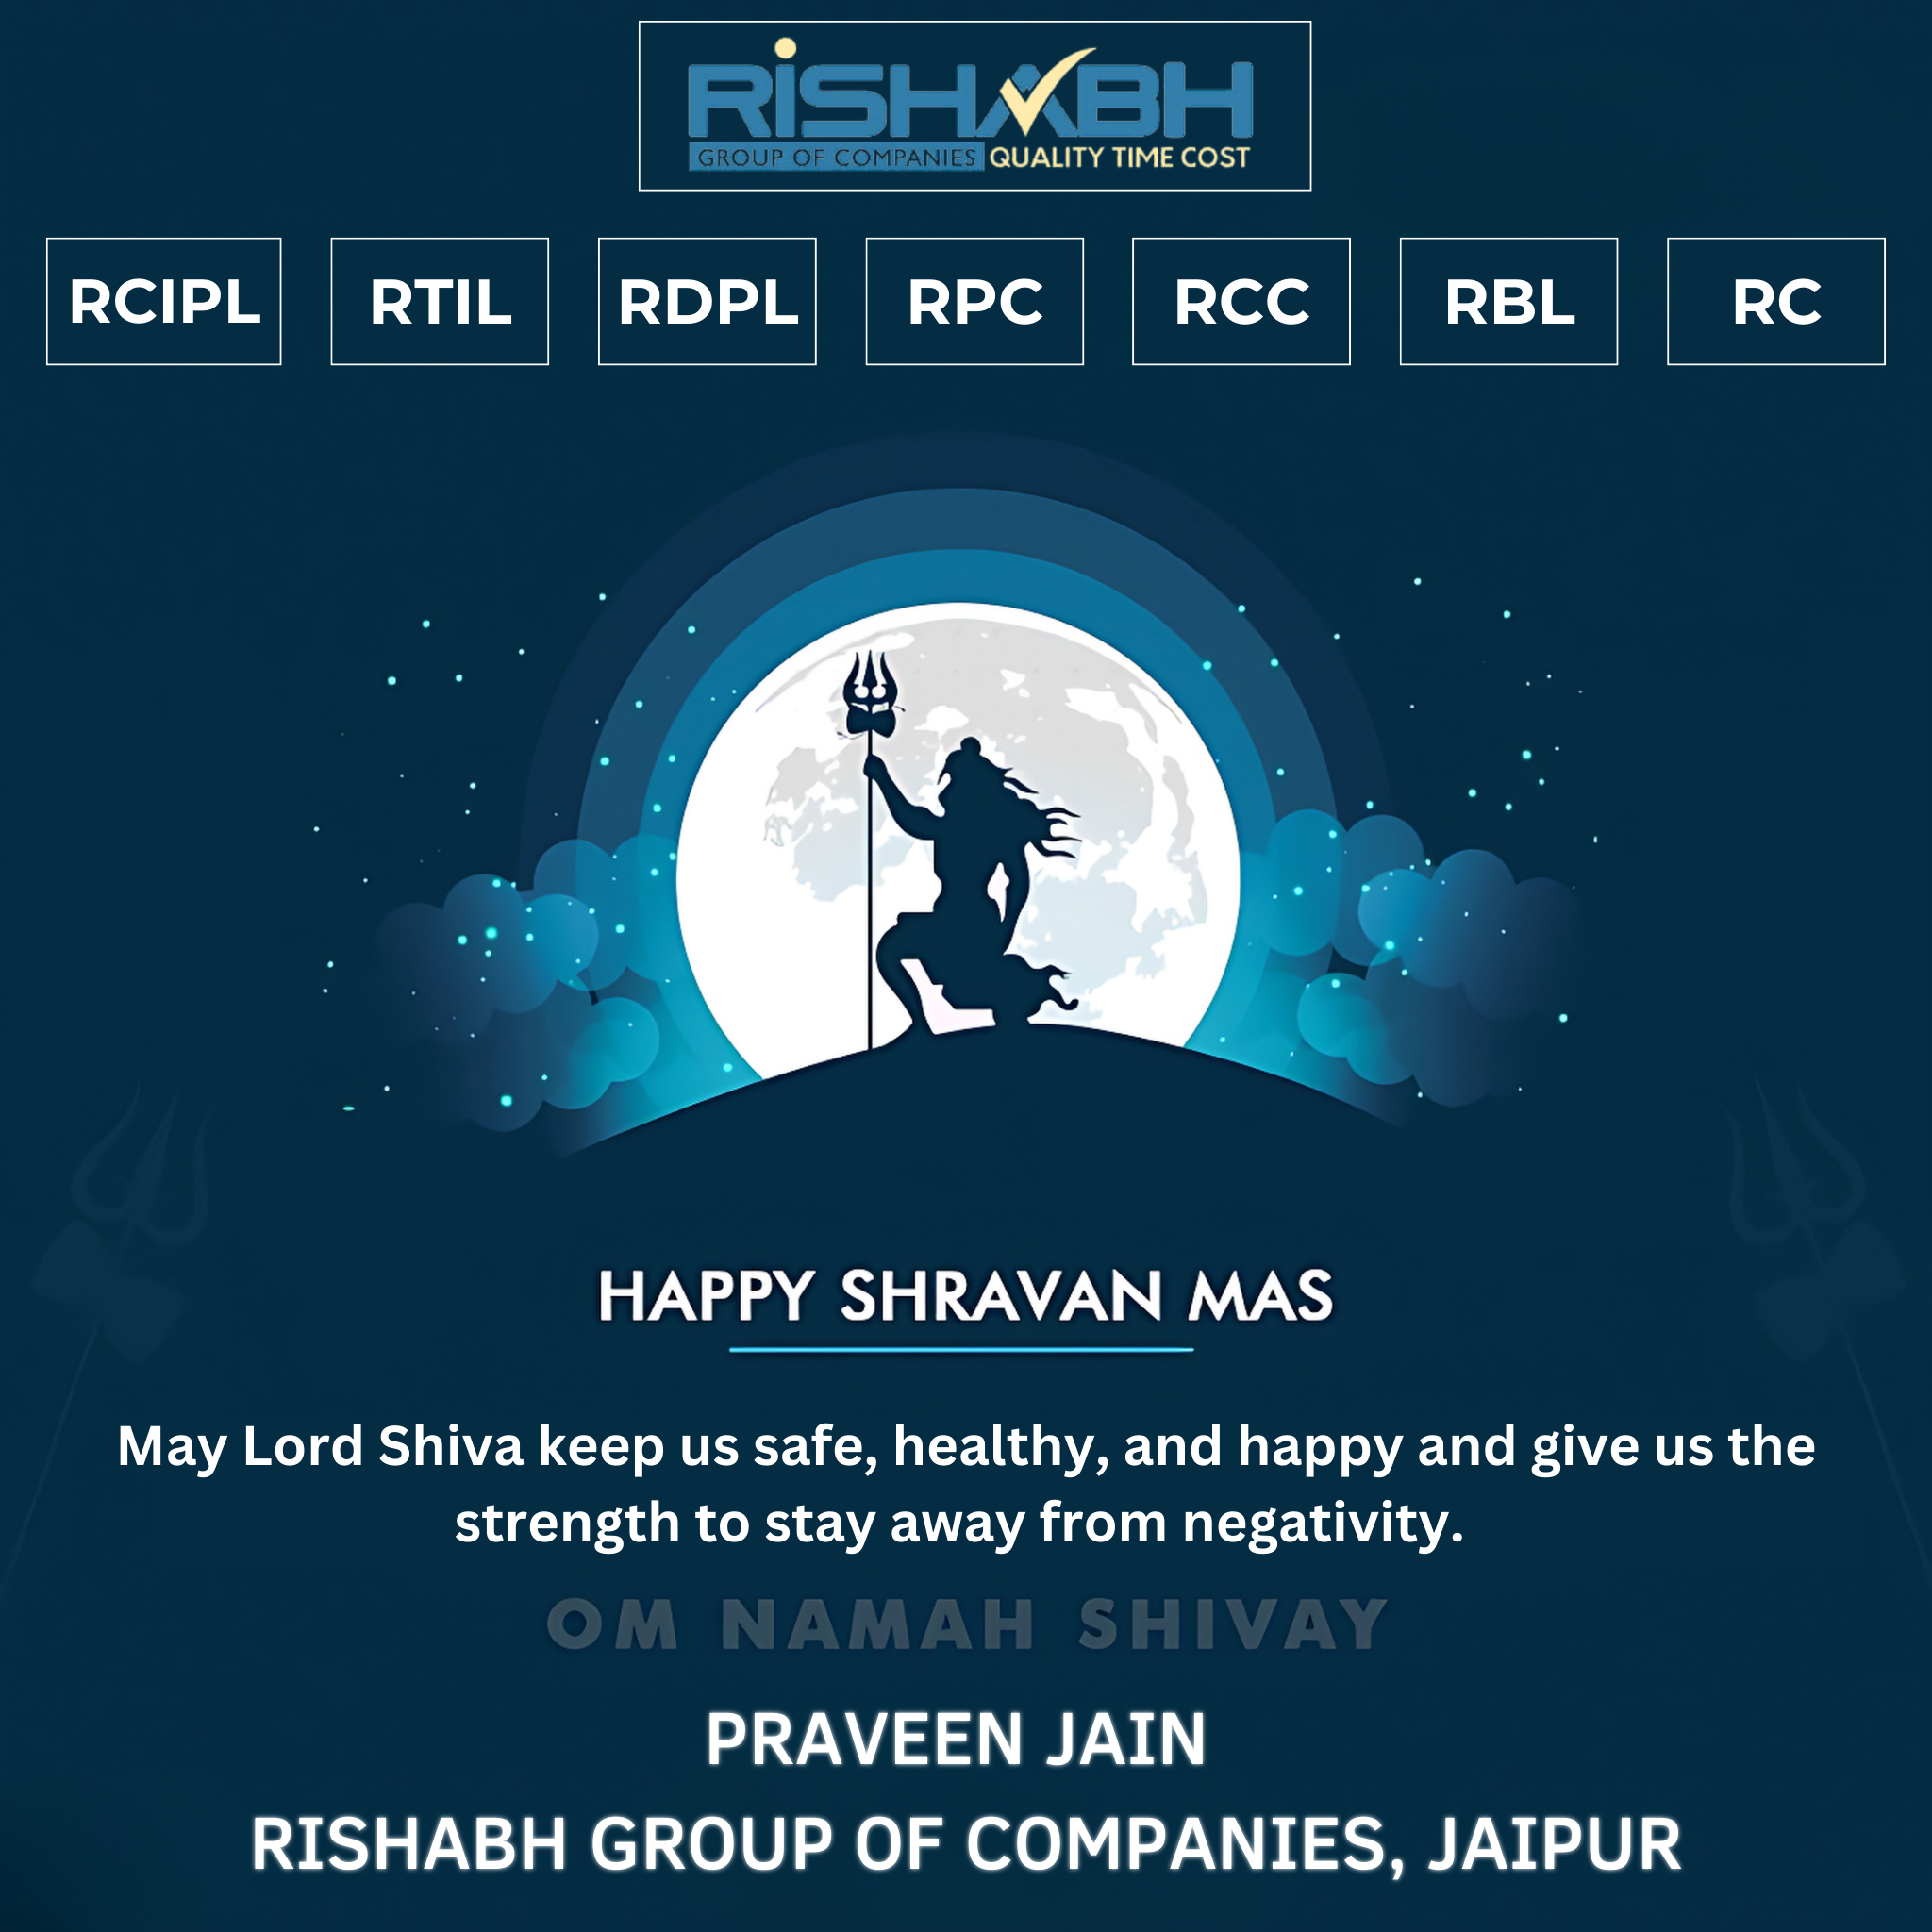 RiSHABH
GROUP OF COMPANIES QUALITY TIME COST
RCIPL RTIL RDPL RPC RCC RBL RC
HAPPY SHRAVAN MAS
May Lord Shiva keep us safe, healthy, and happy and give us the
strength to stay away from negativity.
OM NAMAH SHIVAY
PRAVEEN JAIN
RISHABH GROUP OF COMPANIES, JAIPUR